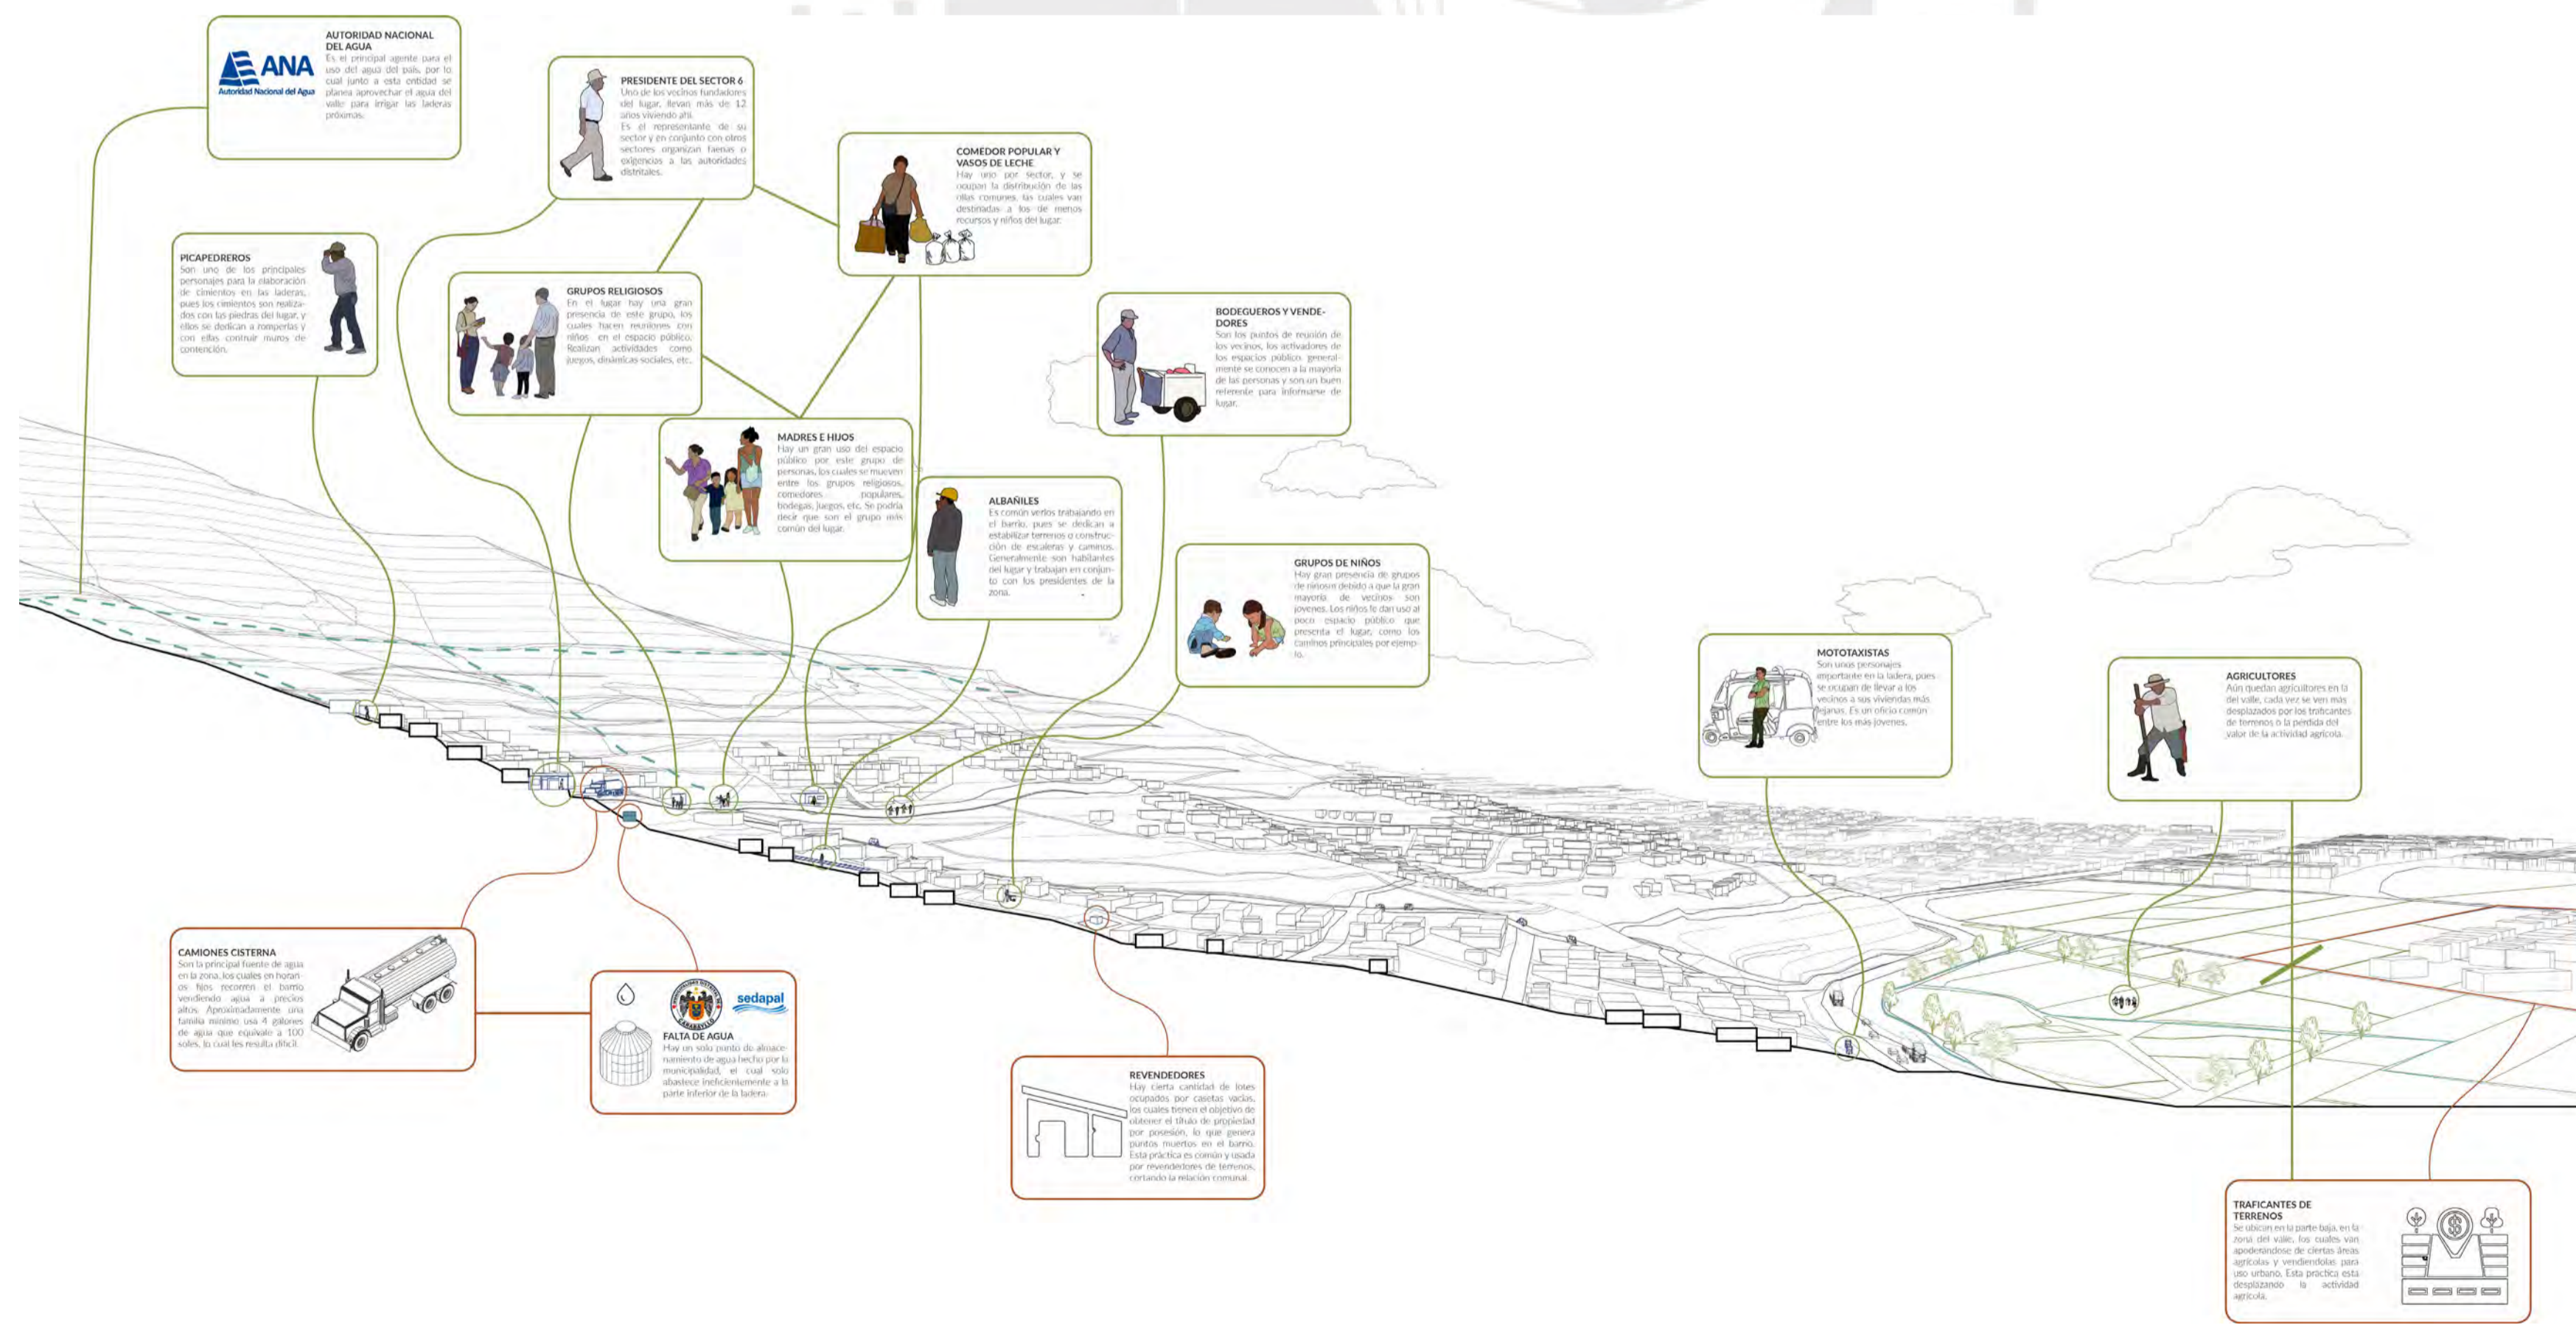 AUTORIDAD NACIONAL
DEL AGUA
Es el principal agente para el
uso del agua del país, por lo
cual junto a esta entidad se
planea aprovechar el agua del
valle para irrigar las laderas
próximas.
ANA
Autoridad Nacional del Agua
PRESIDENTE DEL SECTOR 6
Uno de los vecinos fundadores
del lugar, llevan más de 12
años viviendo ahí.
Es el representante de su
sector y en conjunto con otros
sectores organizan faenas o
exigencias a las autoridades
distritales.
COMEDOR POPULAR Y
VASOS DE LECHE
Hay uno por sector, y se
ocupan la distribución de las
ollas comunes, las cuales van
destinadas a los de menos
recursos y niños del lugar.
PICAPEDREROS
Son uno de los principales
personajes para la elaboración
de cimientos en las laderas,
pues los cimientos son realiza-
dos con las piedras del lugar, y
ellos se dedican a romperlas y
con ellas contruir muros de
contención.
GRUPOS RELIGIOSOS
En el lugar hay una gran
presencia de este grupo, los
cuales hacen reuniones con
niños en el espacio público.
Realizan actividades como
juegos, dinámicas sociales, etc.
BODEGUEROS Y VENDE-
DORES
Son los puntos de reunión de
los vecinos, los activadores de
los espacios público, general-
mente se conocen a la mayoría
de las personas y son un buen
referente para informarse de
lugar.
MADRES E HIJOS
Hay un gran uso del espacio
público por este grupo de
personas, los cuales se mueven
entre los grupos religiosos,
comedores populares,
bodegas, juegos, etc. Se podría
decir que son el grupo más
común del lugar.
ALBAÑILES
Es común verlos trabajando en
el barrio, pues se dedican a
estabilizar terrenos o construc-
ción de escaleras y caminos.
Generalmente son habitantes
del lugar y trabajan en conjun-
to con los presidentes de la
zona.
GRUPOS DE NIÑOS
Hay gran presencia de grupos
de niñosn debido a que la gran
mayoría de vecinos son
jovenes. Los niños le dan uso al
poco espacio público que
presenta el lugar, como los
caminos principales por ejemp-
lo.
MOTOTAXISTAS
Son unos personajes
importante en la ladera, pues
se ocupan de llevar a los
vecinos a sus viviendas más
lejanas. Es un oficio común
entre los más jóvenes.
AGRICULTORES
Aún quedan agricultores en la
del valle, cada vez se ven más
desplazados por los traficantes
de terrenos o la pérdida del
valor de la actividad agrícola.
CAMIONES CISTERNA
Son la principal fuente de agua
en la zona, los cuales en horari-
os fijos recorren el barrio
vendiendo agua a precios
altos. Aproximadamente una
familia mínimo usa 4 galones
de agua que equivale a 100
soles, lo cual les resulta difícil.
CARABAYLLO
sedapal
FALTA DE AGUA
Hay un solo punto de almace-
namiento de agua hecho por la
municipalidad, el cual solo
abastece ineficientemente a la
parte inferior de la ladera.
REVENDEDORES
Hay cierta cantidad de lotes
ocupados por casetas vacías,
los cuales tienen el objetivo de
obtener el título de propiedad
por posesión, lo que genera
puntos muertos en el barrio.
Esta práctica es común y usada
por revendedores de terrenos,
cortando la relación comunal.
TRAFICANTES DE
TERRENOS
Se ubican en la parte baja, en la
zona del valle, los cuales van
apoderándose de ciertas áreas
agrícolas y vendiendolas para
uso urbano. Esta práctica está
desplazando la actividad
agrícola.